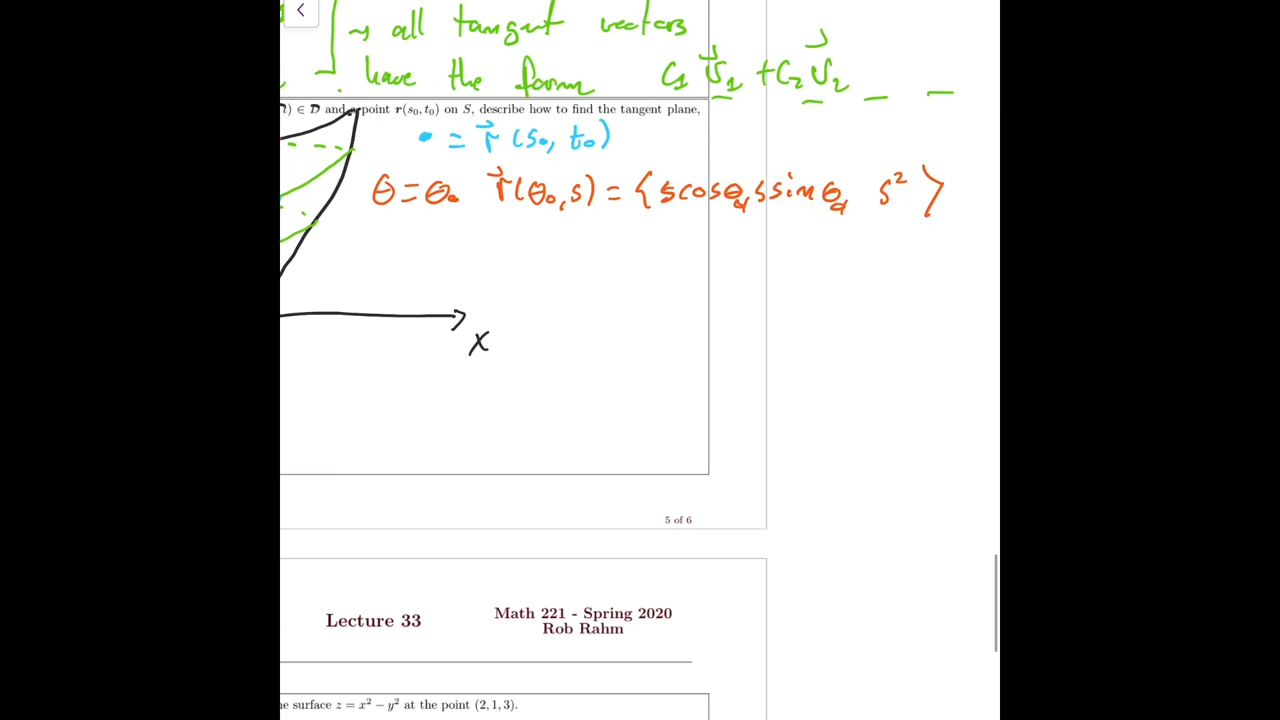 → all tangent vectors
have the form c₁ v⃗₁ + c₂ v⃗₂
t) ∈ D and a point r(s₀, t₀) on S, describe how to find the tangent plane,
• = r⃗ (s₀, t₀)
θ = θ₀ r⃗(θ₀, s) = ⟨ s cos θ₀, s sin θ₀, s² ⟩
x
5 of 6
Lecture 33
Math 221 - Spring 2020
Rob Rahm
e surface z = x² − y² at the point (2, 1, 3).